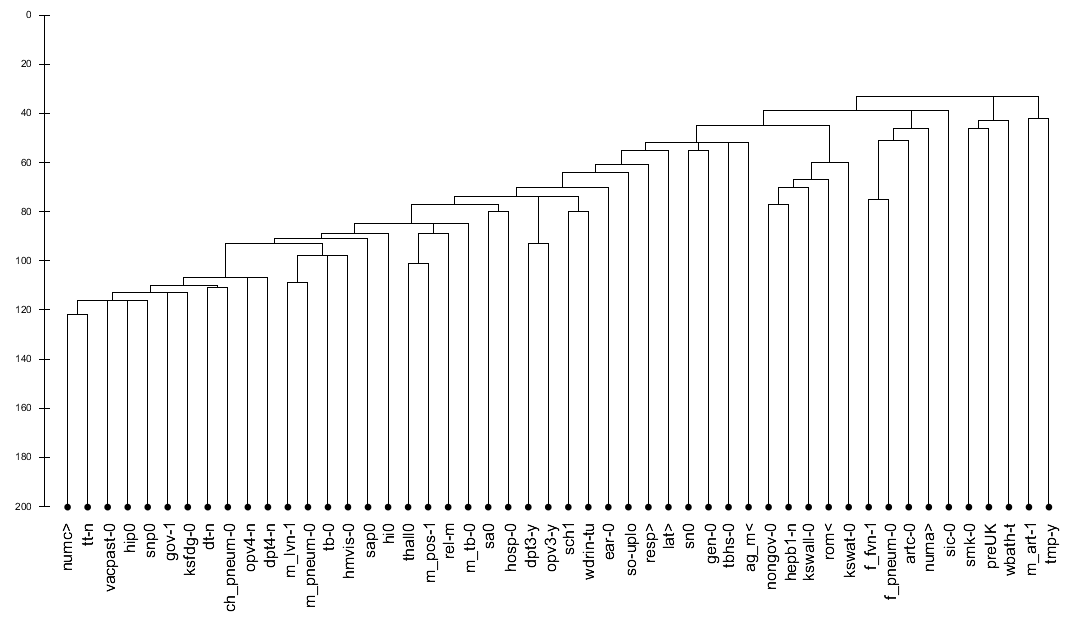 0
20
40
60
80
100
120
140
160
180
200
numc>
tt-n
vacpast-0
hip0
snp0
gov-1
ksfdg-0
dt-n
ch_pneum-0
opv4-n
dpt4-n
m_lvn-1
m_pneum-0
tb-0
hmvis-0
sap0
hil0
thall0
m_pos-1
rel-m
m_tb-0
sa0
hosp-0
dpt3-y
opv3-y
sch1
wdrin-tu
ear-0
so-uplo
resp>
lat>
sn0
gen-0
tbhs-0
ag_m<
nongov-0
hepb1-n
kswall-0
rom<
kswat-0
f_fvn-1
f_pneum-0
artc-0
numa>
sic-0
smk-0
preUK
wbath-t
m_art-1
tmp-y